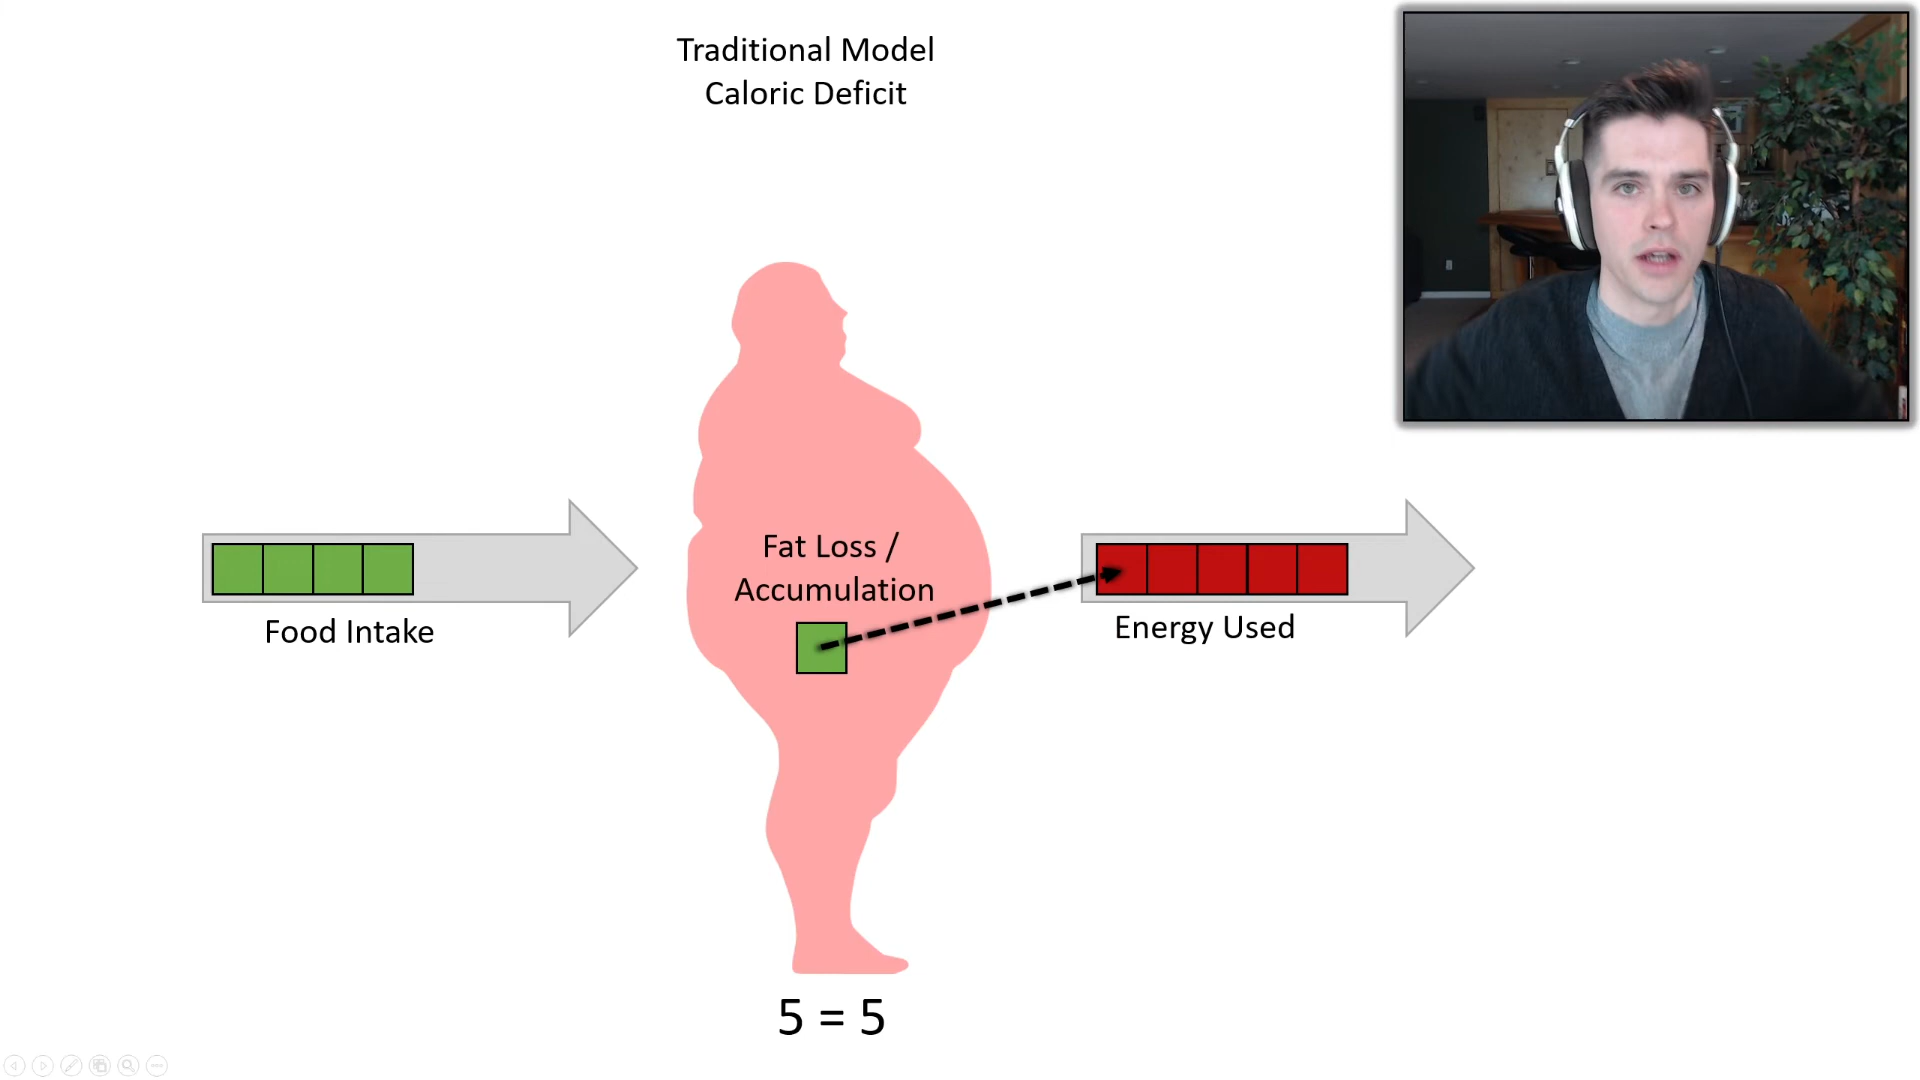 Traditional Model
Caloric Deficit
Fat Loss /
Accumulation
Food Intake
Energy Used
5 = 5